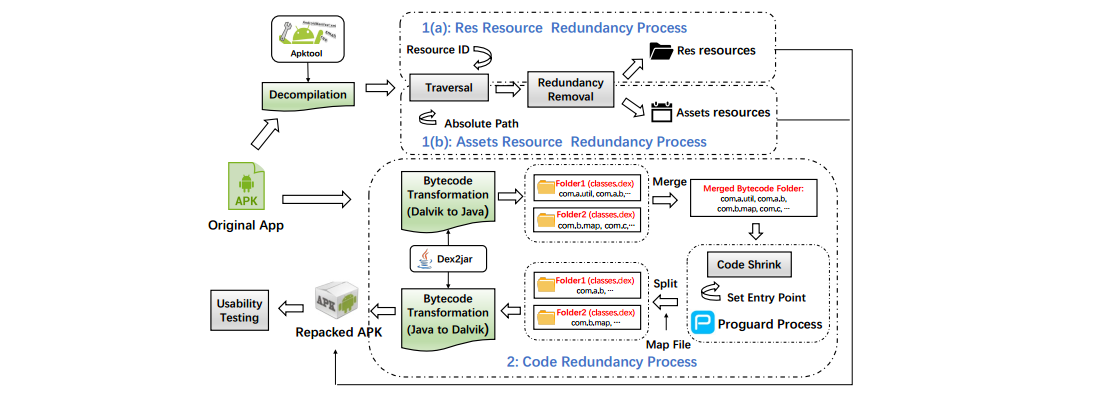 1(a): Res Resource Redundancy Process
Apktool
Resource ID
Res resources
Decompilation
Traversal
Redundancy
Removal
Absolute Path
Assets resources
1(b): Assets Resource Redundancy Process
APK
Original App
Bytecode
Transformation
(Dalvik to Java)
Folder1 (classes.dex)
com.a.util, com.a.b,···
Folder2 (classes.dex)
com.b.map, com.c,···
Merge
Merged Bytecode Folder:
com.a.util, com.a.b,
com.b.map, com.c, ···
Dex2jar
Code Shrink
Set Entry Point
Proguard Process
Split
Map File
Folder1 (classes.dex)
com.a.b, ···
Folder2 (classes.dex)
com.b.map, ···
Bytecode
Transformation
(Java to Dalvik)
APK
Repacked APK
Usability
Testing
2: Code Redundancy Process